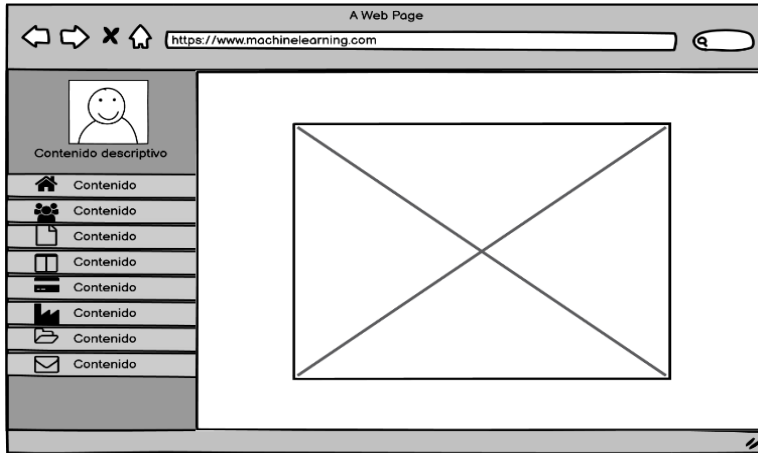 A Web Page
https://www.machinelearning.com
Contenido descriptivo
Contenido
Contenido
Contenido
Contenido
Contenido
Contenido
Contenido
Contenido